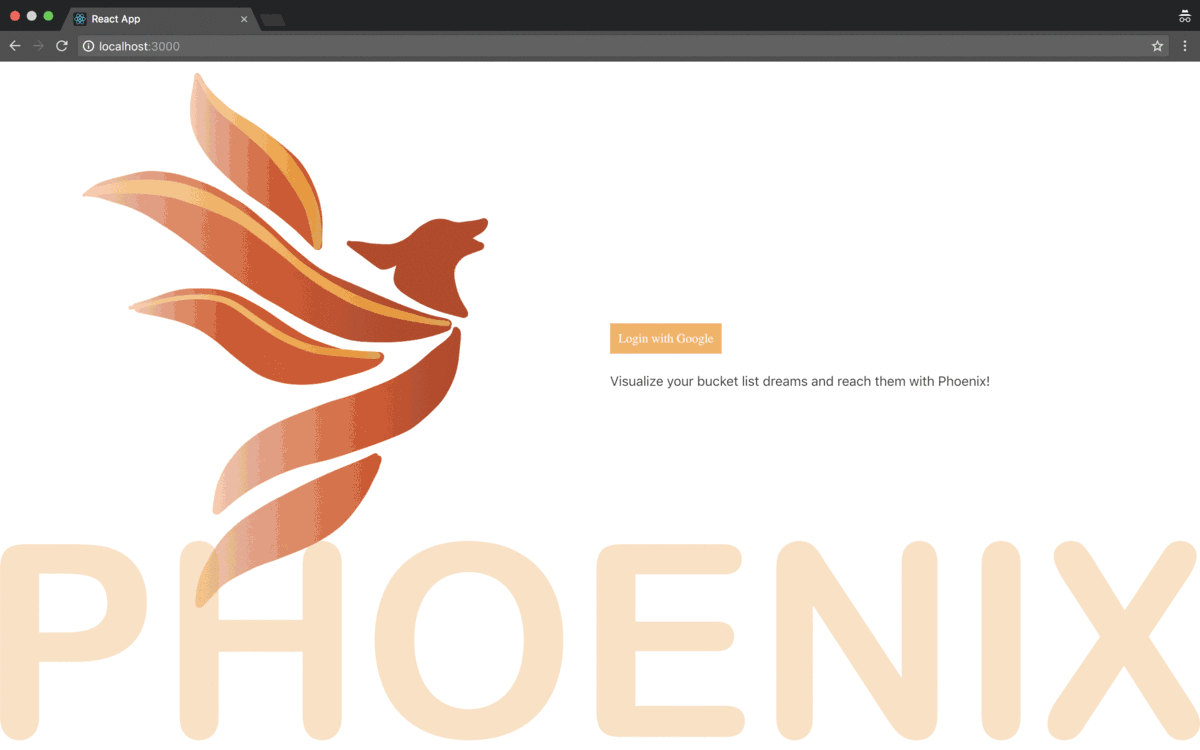 React App
localhost:3000
Login with Google
Visualize your bucket list dreams and reach them with Phoenix!
PHOENIX